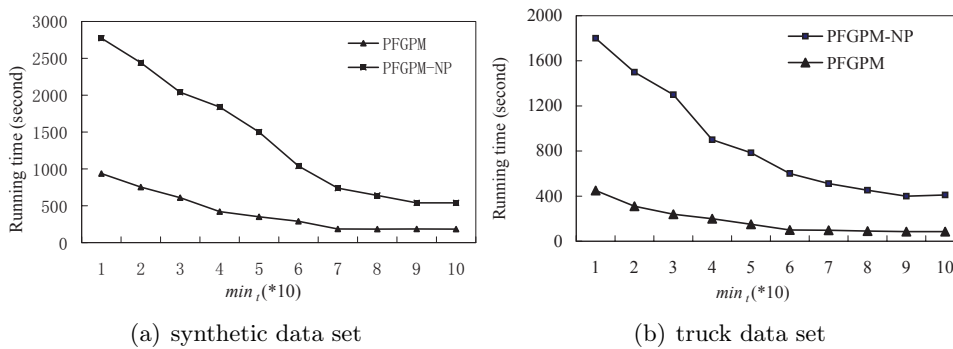 3000
2500
2000
1500
1000
500
0
Running time (second)
PFGPM
PFGPM-NP
1 2 3 4 5 6 7 8 9 10
min t (*10)
(a) synthetic data set
2000
1600
1200
800
400
0
Running time (second)
PFGPM-NP
PFGPM
1 2 3 4 5 6 7 8 9 10
min t (*10)
(b) truck data set